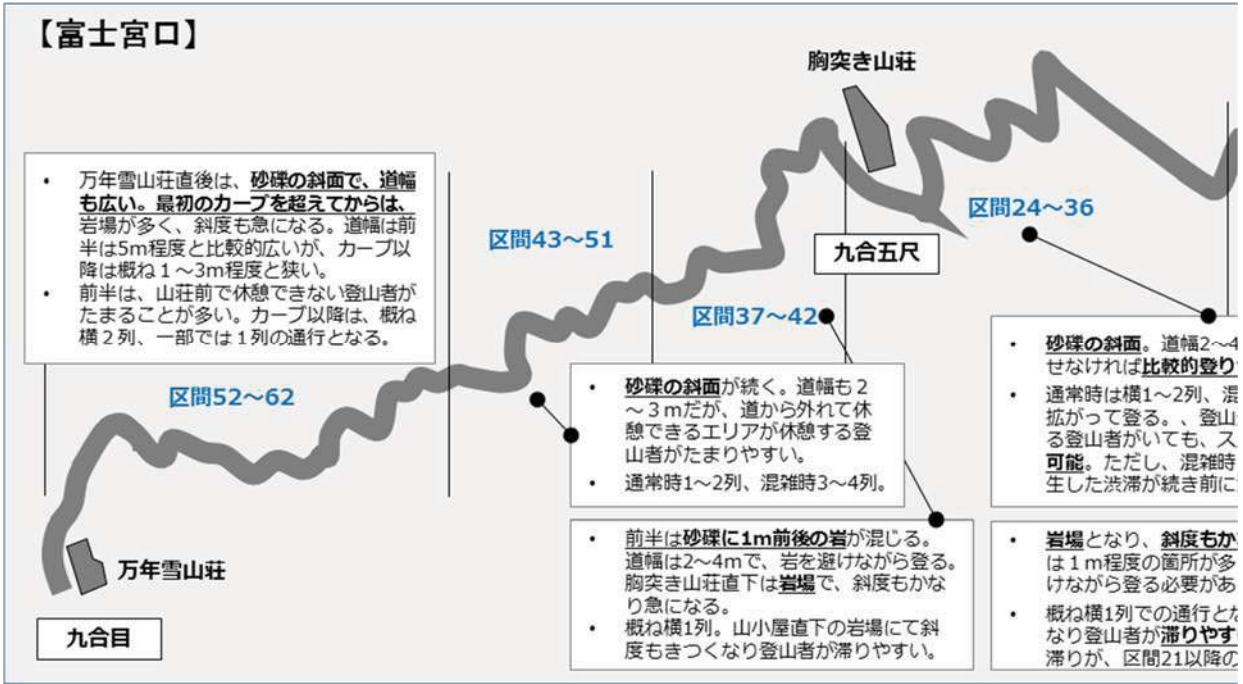 【富士宮口】
胸突き山荘
• 万年雪山荘直後は、砂礫の斜面で、道幅
も広い。最初のカーブを超えてからは、
岩場が多く、斜度も急になる。道幅は前
半は5m程度と比較的広いが、カーブ以
降は概ね１～3m程度と狭い。
• 前半は、山荘前で休憩できない登山者が
たまることが多い。カーブ以降は、概ね
横２列、一部では１列の通行となる。
区間43～51
区間24～36
九合五尺
区間37～42
区間52～62
• 砂礫の斜面が続く。道幅も２
～３ｍだが、道から外れて休
憩できるエリアが休憩する登
山者がたまりやすい。
• 通常時1～2列、混雑時3～4列。
• 砂礫の斜面。道幅2～4
せなければ比較的登り
• 通常時は横1～2列、混
拡がって登る。、登山
る登山者がいても、ス
可能。ただし、混雑時
生した渋滞が続き前に
• 前半は砂礫に1m前後の岩が混じる。
道幅は2～4mで、岩を避けながら登る。
胸突き山荘直下は岩場で、斜度もかな
り急になる。
• 概ね横1列。山小屋直下の岩場にて斜
度もきつくなり登山者が滞りやすい。
• 岩場となり、斜度もか
は１ｍ程度の箇所が多
けながら登る必要があ
• 概ね横1列での通行とな
なり登山者が滞りやす
滞りが、区間21以降の
万年雪山荘
九合目